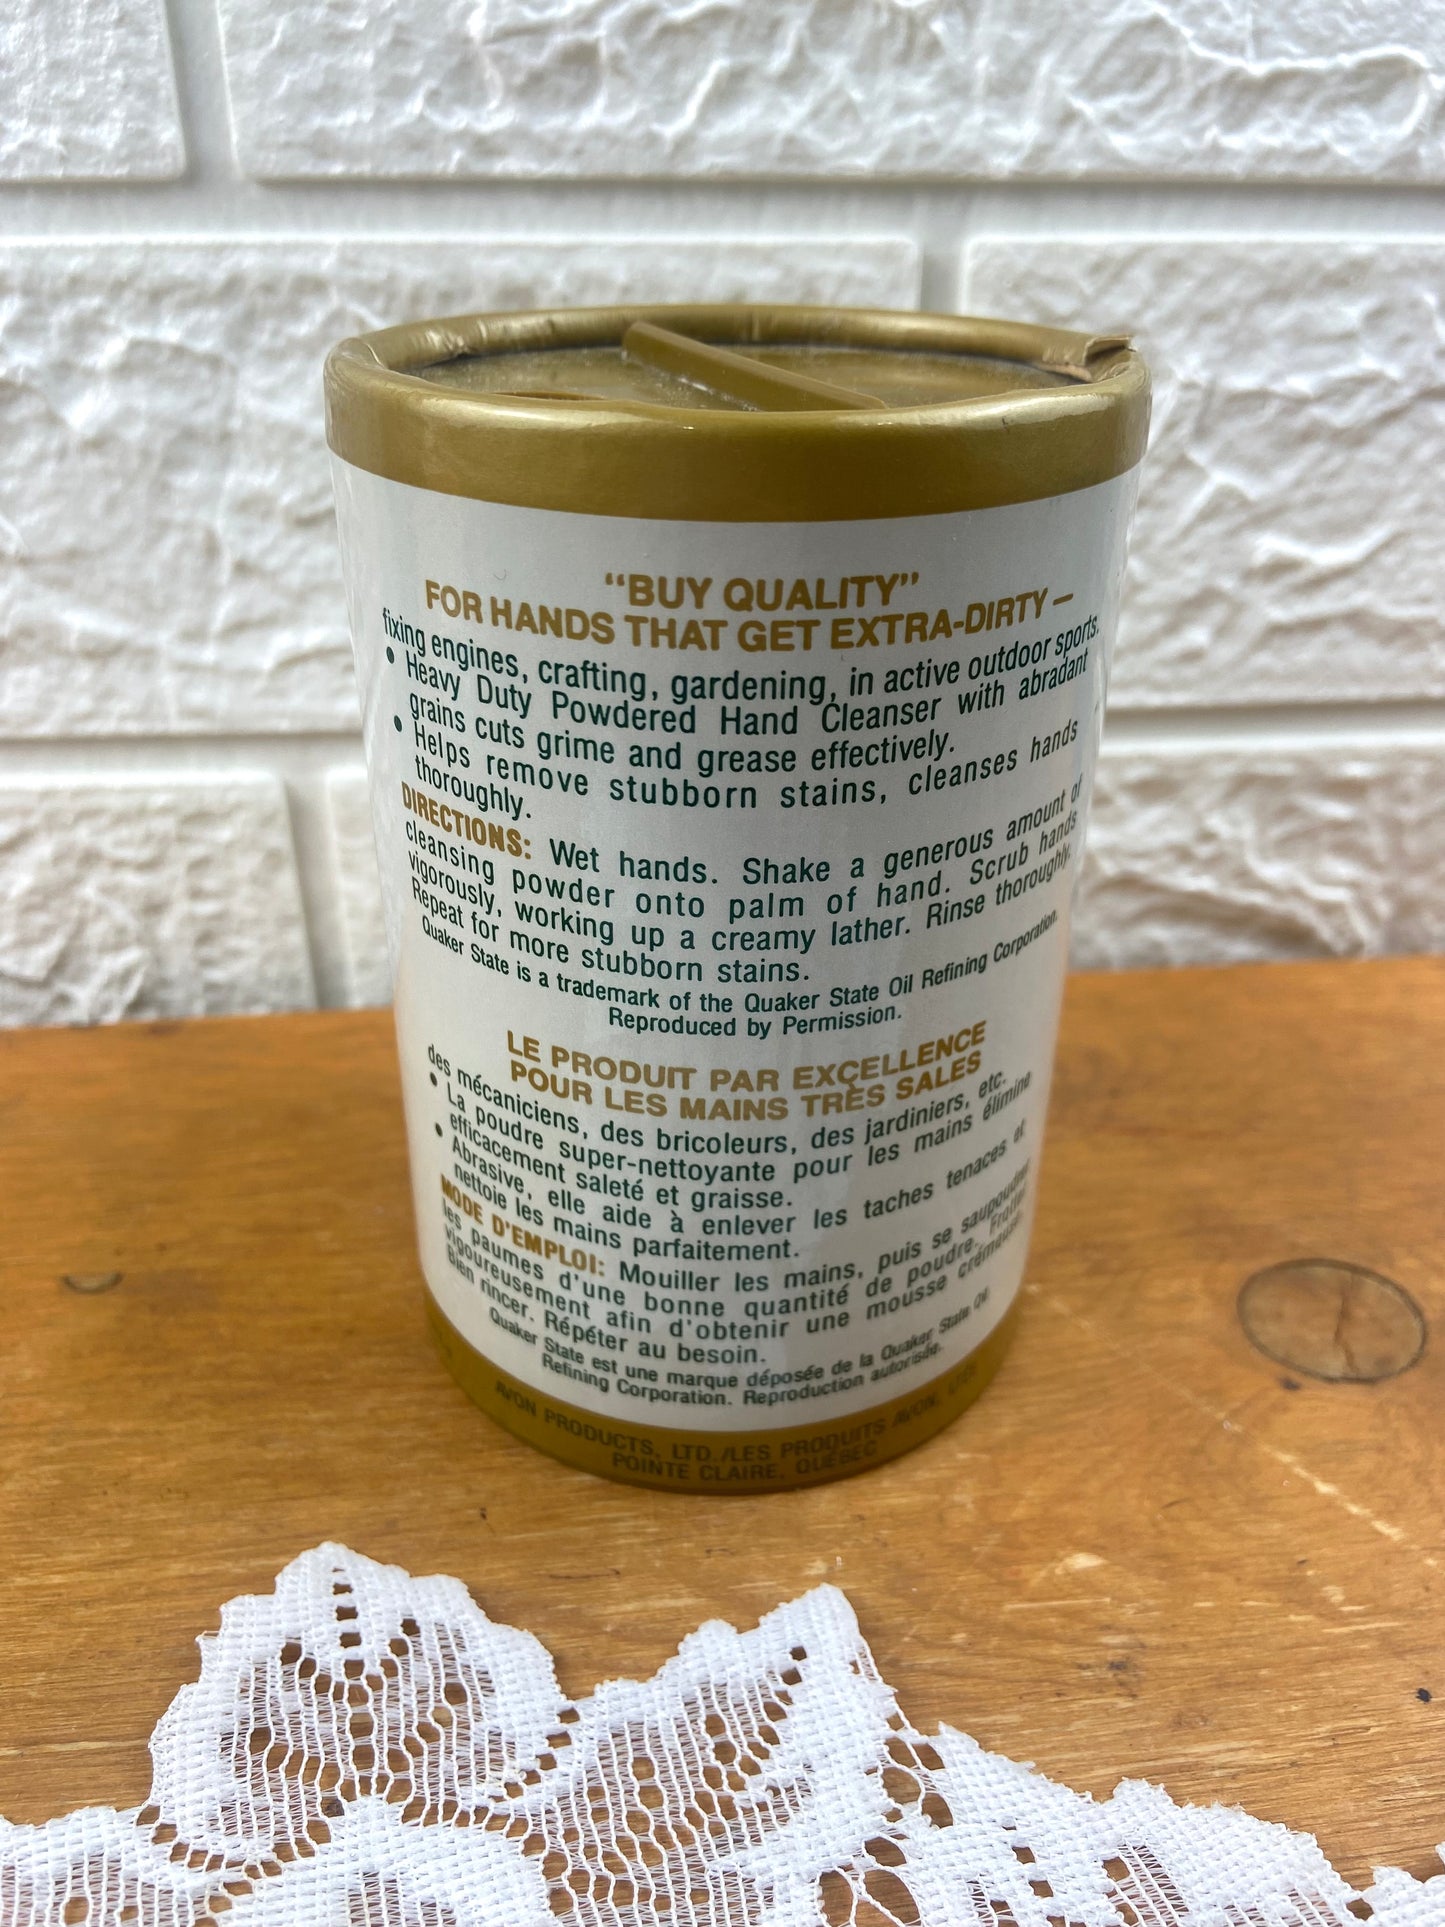 “BUY QUALITY”
FOR HANDS THAT GET EXTRA-DIRTY —
fixing engines, crafting, gardening, in active outdoor sports.
• Heavy Duty Powdered Hand Cleanser with abradant
grains cuts grime and grease effectively.
• Helps remove stubborn stains, cleanses hands
thoroughly.
DIRECTIONS: Wet hands. Shake a generous amount of
cleansing powder onto palm of hand. Scrub hands
vigorously, working up a creamy lather. Rinse thoroughly.
Repeat for more stubborn stains.
Quaker State is a trademark of the Quaker State Oil Refining Corporation.
Reproduced by Permission.
LE PRODUIT PAR EXCELLENCE
POUR LES MAINS TRÈS SALES
des mécaniciens, des bricoleurs, des jardiniers, etc.
• La poudre super-nettoyante pour les mains élimine
efficacement saleté et graisse.
• Abrasive, elle aide à enlever les taches tenaces et
nettoie les mains parfaitement.
MODE D'EMPLOI: Mouiller les mains, puis se saupoudrer
les paumes d'une bonne quantité de poudre. Frotter
vigoureusement afin d'obtenir une mousse crémeuse.
Bien rincer. Répéter au besoin.
Quaker State est une marque déposée de la Quaker State Oil
Refining Corporation. Reproduction autorisée.
AVON PRODUCTS, LTD./LES PRODUITS AVON, LTDÉ
POINTE CLAIRE, QUÉBEC